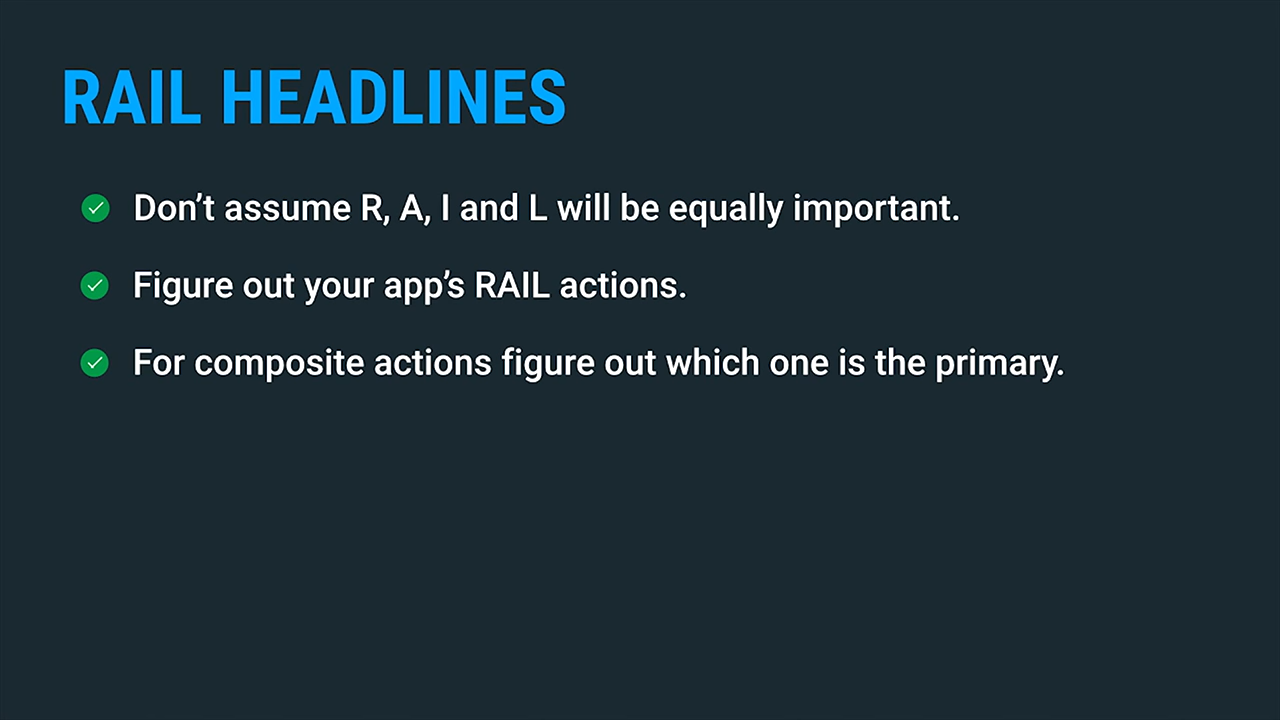 RAIL HEADLINES
Don’t assume R, A, I and L will be equally important.
Figure out your app’s RAIL actions.
For composite actions figure out which one is the primary.